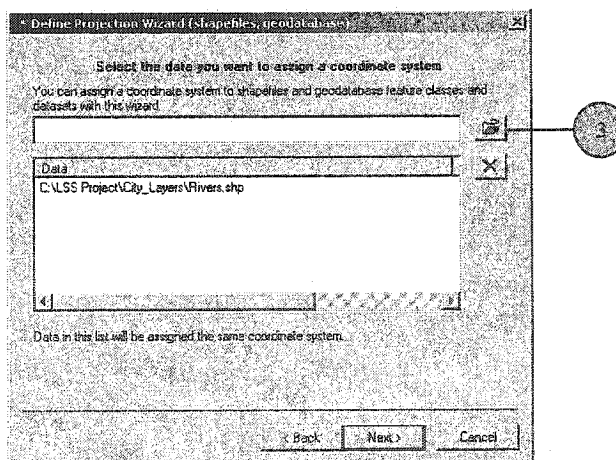 * Define Projection Wizard (shapefiles, geodatabase)
Select the data you want to assign a coordinate system
You can assign a coordinate system to shapefiles and geodatabase feature classes and
datasets with this wizard.
Data
C:\LSS Project\City_Layers\Rivers.shp
Data in this list will be assigned the same coordinate system.
< Back
Next >
Cancel